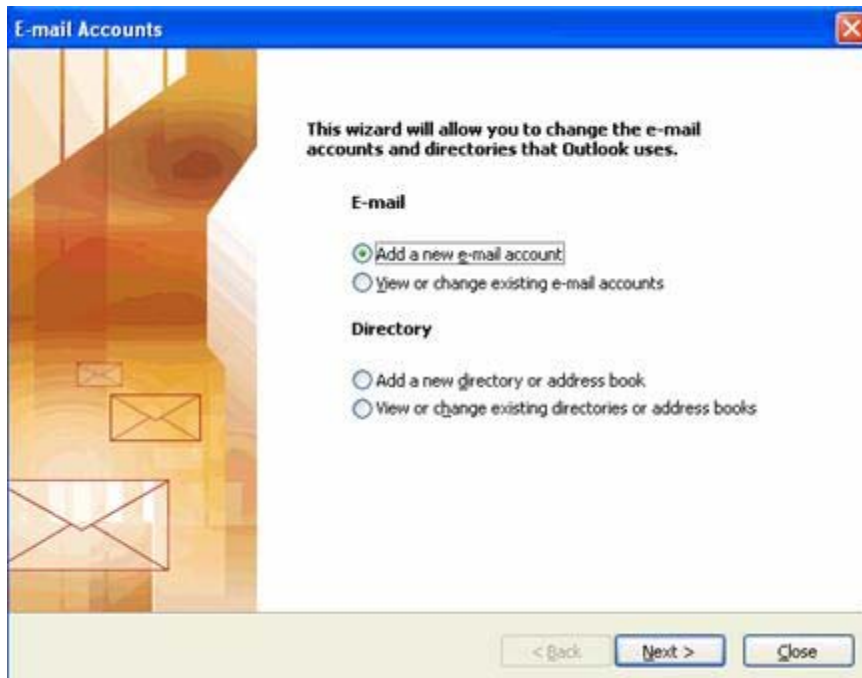 E-mail Accounts
This wizard will allow you to change the e-mail
accounts and directories that Outlook uses.
E-mail
Add a new e-mail account
View or change existing e-mail accounts
Directory
Add a new directory or address book
View or change existing directories or address books
< Back
Next >
Close